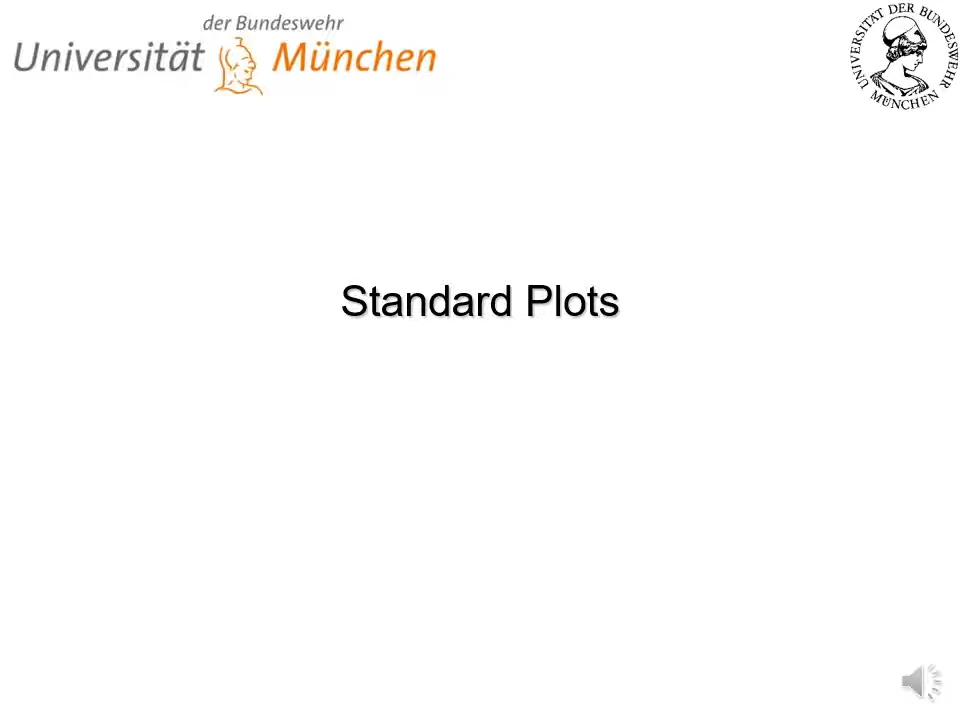 der Bundeswehr
Universität München
UNIVERSITÄT DER BUNDESWEHR
MÜNCHEN
Standard Plots